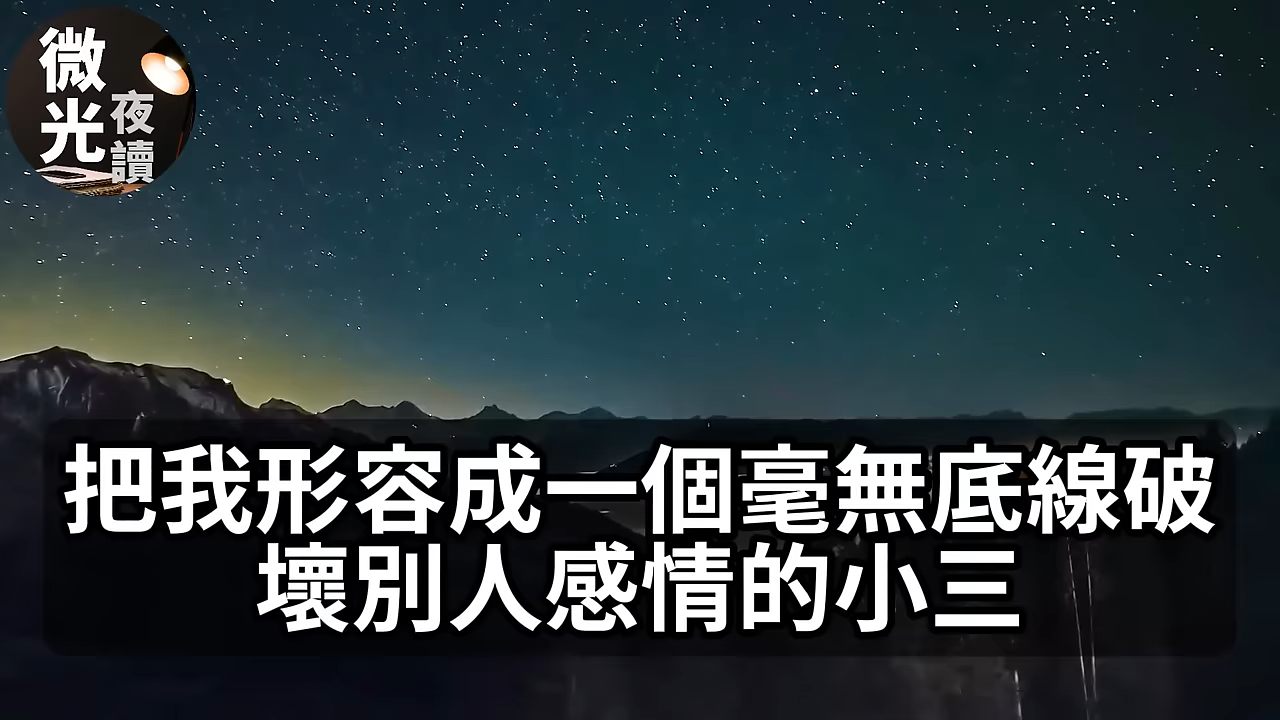 微光
夜讀
把我形容成一個毫無底線破
壞別人感情的小三